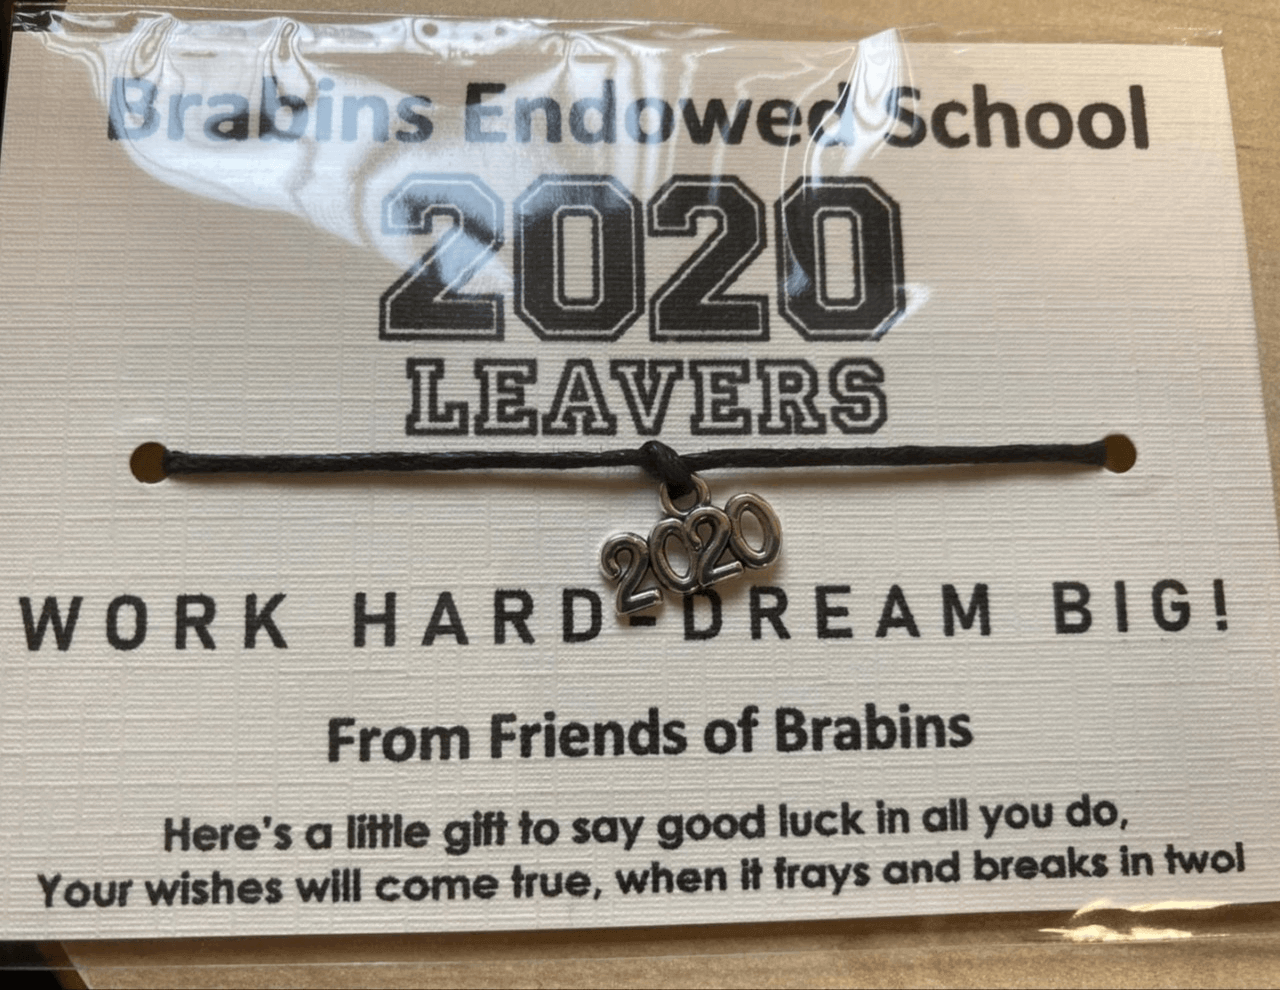 Brabins Endowed School
2020
LEAVERS
2020
WORK HARD-DREAM BIG!
From Friends of Brabins
Here's a little gift to say good luck in all you do,
Your wishes will come true, when it frays and breaks in two!